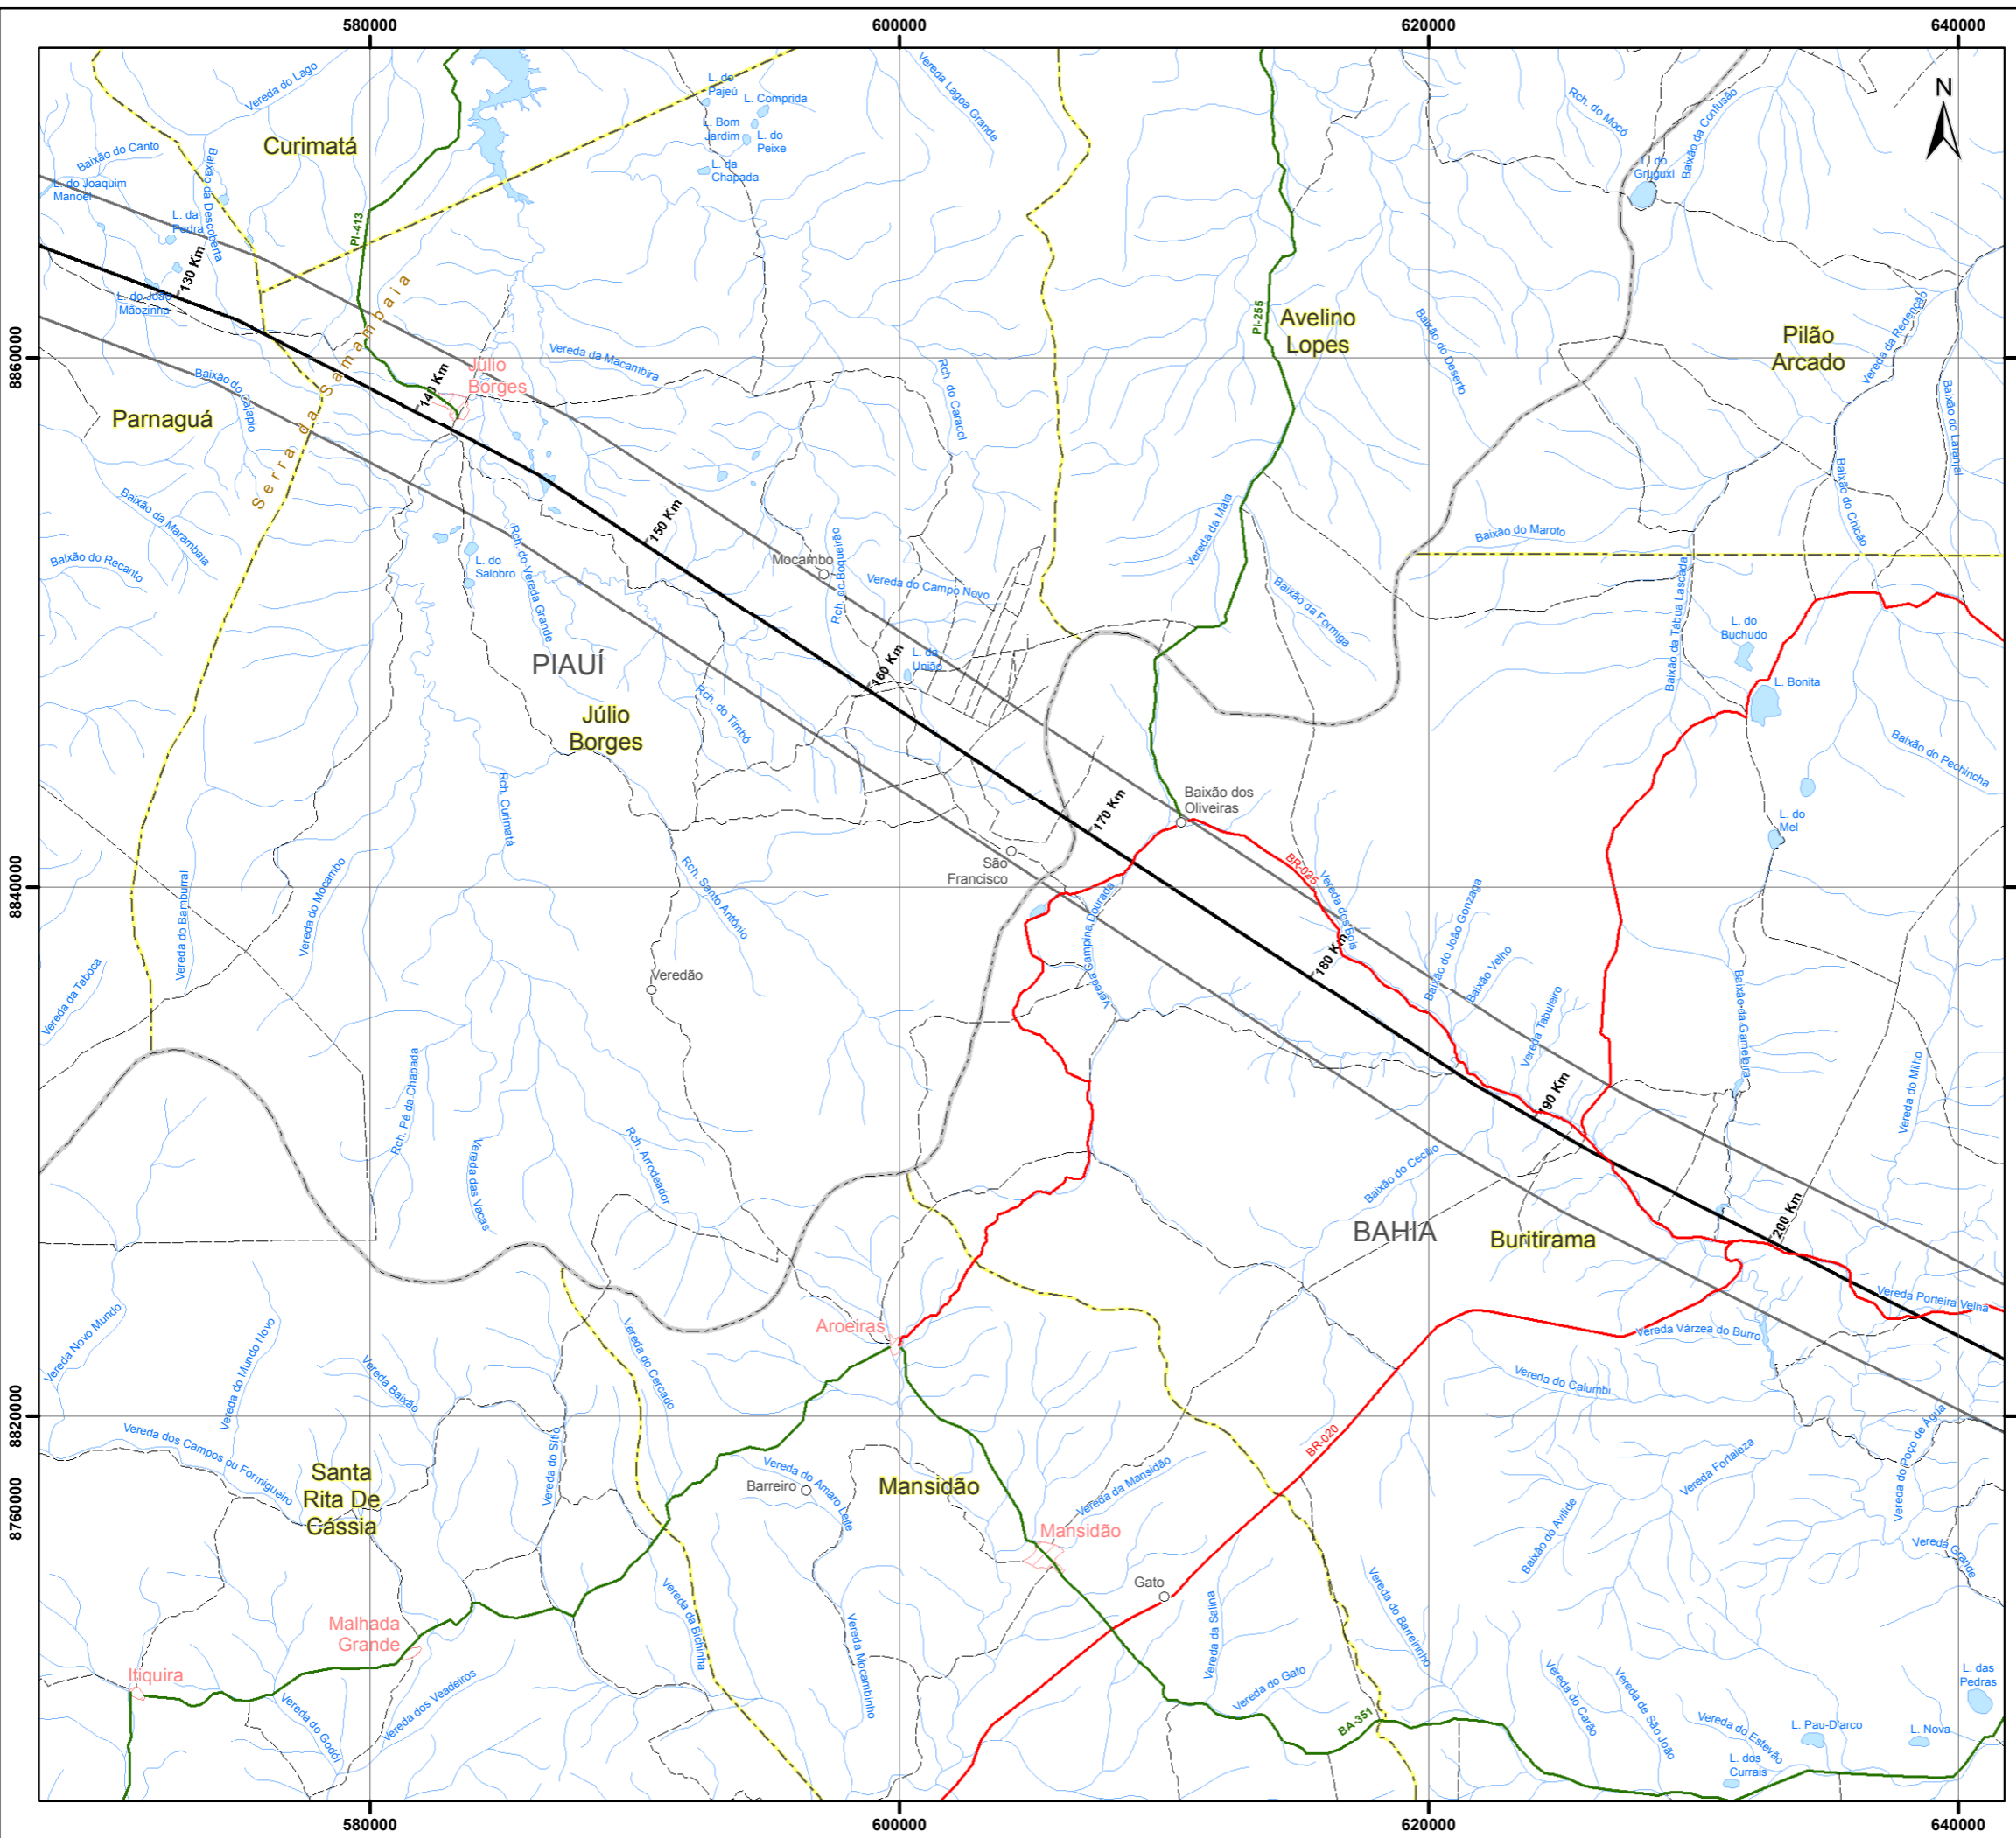 580000
600000
620000
640000
N
Vereda do Lago
Curimatá
L. do
Pajeú
L. Comprida
L. Bom
Jardim
L. do
Peixe
L. da
Chapada
Vereda Lagoa Grande
Rch. do Mocó
Baixão da Confusão
L. do
Gruguxi
Baixão do Canto
L. do Joaquim
Manoel
Baixão da Descoberta
L. da
Pedra
130 Km
L. do João
Mãozinha
PI-413
Serra da Samambaia
PI-255
Avelino
Lopes
Pilão
Arcado
Baixão do Deserto
Vereda da Redenção
8860000
Baixão do Cajapio
Parnaguá
140 Km
Júlio
Borges
Vereda da Macambira
Rch. do Caracol
Baixão do Laranjal
Baixão do Chicão
Baixão da Marambaia
Baixão do Recanto
L. do
Salobro
Rch. do Vereda Grande
150 Km
Mocambo
Rch. do Boqueirão
Vereda do Campo Novo
Vereda da Mata
Baixão da Formiga
Baixão do Maroto
Baixão da Tábua Lascada
L. do
Buchudo
L. Bonita
PIAUÍ
Júlio
Borges
Rch. do Timbó
160 Km
L. da
União
Baixão do Pechincha
Rch. Curimatá
Baixão dos
Oliveiras
170 Km
L. do
Mel
8840000
São
Francisco
BR-025
Vereda do Bamburral
Vereda do Mocambo
Rch. Santo Antônio
Vereda Campina Dourada
Vereda dos Bois
180 Km
Baixão do João Gonzaga
Baixão Velho
Vereda da Taboca
Veredão
Vereda Tabuleiro
Baixão da Gameleira
Vereda do Milho
Rch. Pé da Chapada
Vereda das Vacas
Rch. Arrodeador
190 Km
Baixão do Cecílio
BAHIA
Buritirama
200 Km
Vereda Porteira Velha
Vereda Novo Mundo
Vereda do Mundo Novo
Vereda Baixão
Vereda do Cercado
Aroeiras
Vereda Várzea do Burro
Vereda do Calumbi
8820000
Vereda dos Campos ou Formigueiro
Vereda do Sítio
BR-020
Vereda Fortaleza
Vereda do Poço de Água
Santa
Rita De
Cássia
Barreiro
Vereda do Amaro Leite
Mansidão
Vereda da Mansidão
Baixão do Avilide
Vereda Grande
8760000
Mansidão
Gato
Malhada
Grande
Vereda da Bichinha
Vereda Mocambinho
Vereda da Salina
Vereda do Barreirinho
Itiquira
Vereda do Godói
Vereda dos Veadeiros
Vereda do Gato
BA-351
Vereda do Carão
Vereda de São João
Vereda do Estevão
L. dos
Currais
L. Pau-D'arco
L. Nova
L. das
Pedras
580000
600000
620000
640000